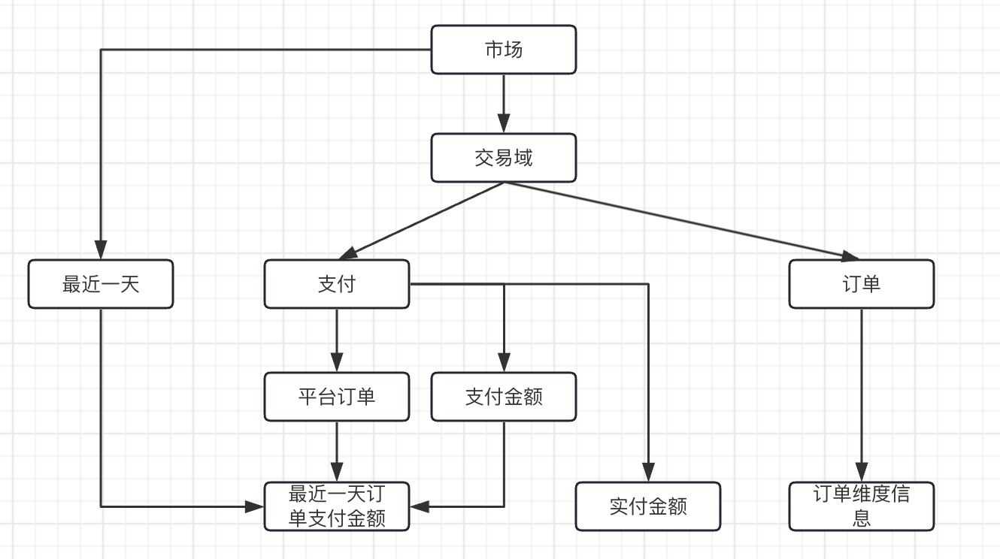 市场
交易域
最近一天
支付
订单
平台订单
支付金额
最近一天订
单支付金额
实付金额
订单维度信
息